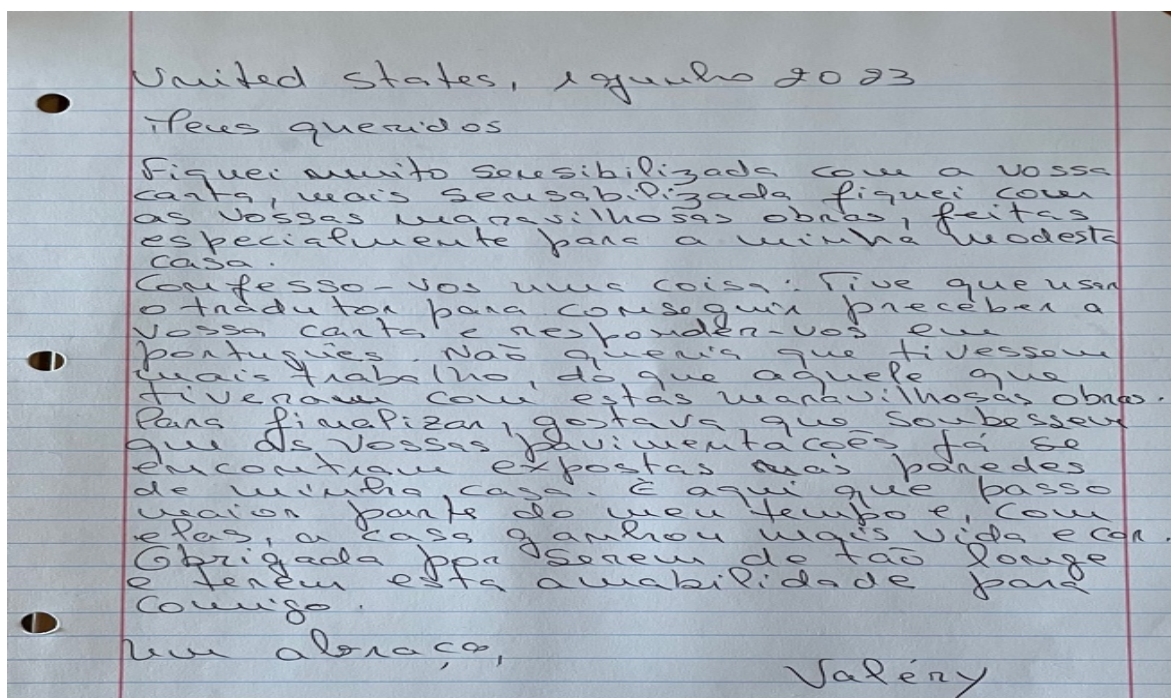 United States, 1 junho 2023
Meus queridos
Fiquei muito sensibilizada com a vossa
carta, mais sensabilizada fiquei com
as vossas maravilhosas obras, feitas
especialmente para a minha modesta
casa.
Confesso-vos uma coisa: Tive que usar
o tradutor para conseguir preceber a
vossa carta e responder-vos em
português. Não queria que tivessem
mais trabalho, do que aquele que
tiveram com estas maravilhosas obras.
Para finalizar, gostava que soubessem
que as vossas pavimentacões já se
encontram expostas nas paredes
de minha casa. É aqui que passo
maior parte do meu tempo e, com
elas, a casa ganhou mais vida e cor.
Obrigada por serem de tão longe
e terem esta amabilidade para
comigo.
um abraço,
Valéry